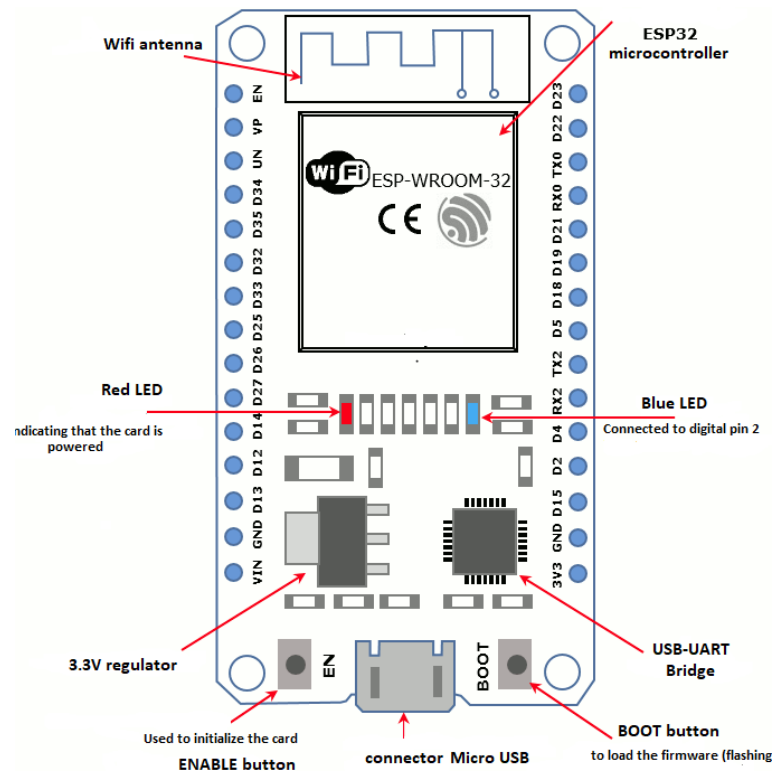 Wifi antenna
ESP32
microcontroller
EN
VP
UN
D34
D35
D32
D33
D25
D26
D27
D14
D12
D13
GND
VIN
D23
D22
TX0
RX0
D21
D19
D18
D5
TX2
RX2
D4
D2
D15
GND
3V3
WiFi
ESP-WROOM-32
CE
Red LED
ndicating that the card is
powered
Blue LED
Connected to digital pin 2
3.3V regulator
USB-UART
Bridge
EN
BOOT
Used to initialize the card
ENABLE button
connector Micro USB
BOOT button
to load the firmware (flashing